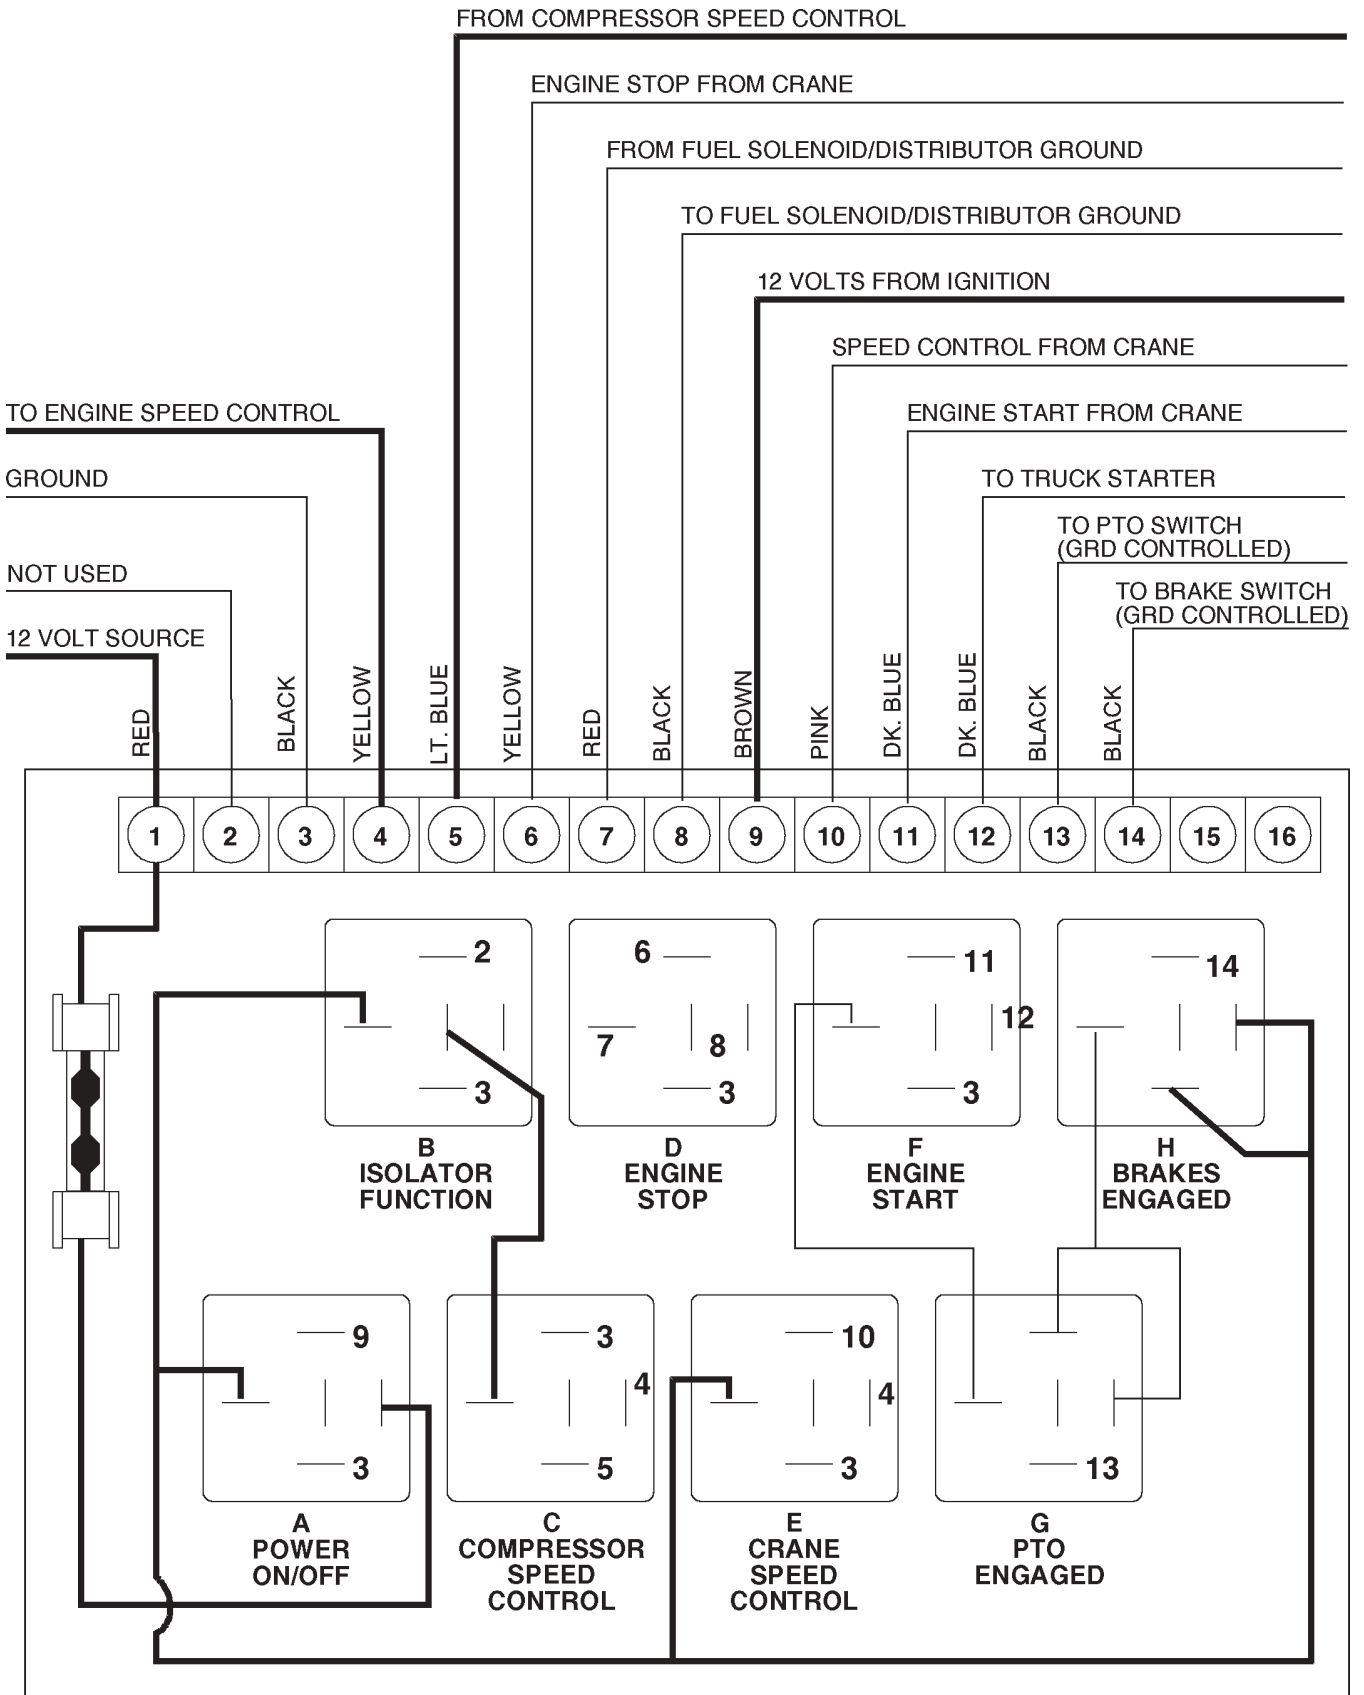 FROM COMPRESSOR SPEED CONTROL
ENGINE STOP FROM CRANE
FROM FUEL SOLENOID/DISTRIBUTOR GROUND
TO FUEL SOLENOID/DISTRIBUTOR GROUND
12 VOLTS FROM IGNITION
SPEED CONTROL FROM CRANE
TO ENGINE SPEED CONTROL
ENGINE START FROM CRANE
GROUND
TO TRUCK STARTER
TO PTO SWITCH
(GRD CONTROLLED)
NOT USED
TO BRAKE SWITCH
(GRD CONTROLLED)
12 VOLT SOURCE
RED
BLACK
YELLOW
LT. BLUE
YELLOW
RED
BLACK
BROWN
PINK
DK. BLUE
DK. BLUE
BLACK
BLACK
1 2 3 4 5 6 7 8 9 10 11 12 13 14 15 16
2
3
B
ISOLATOR
FUNCTION
6
7
8
3
D
ENGINE
STOP
11
12
3
F
ENGINE
START
14
H
BRAKES
ENGAGED
9
3
A
POWER
ON/OFF
3
4
5
C
COMPRESSOR
SPEED
CONTROL
10
4
3
E
CRANE
SPEED
CONTROL
13
G
PTO
ENGAGED